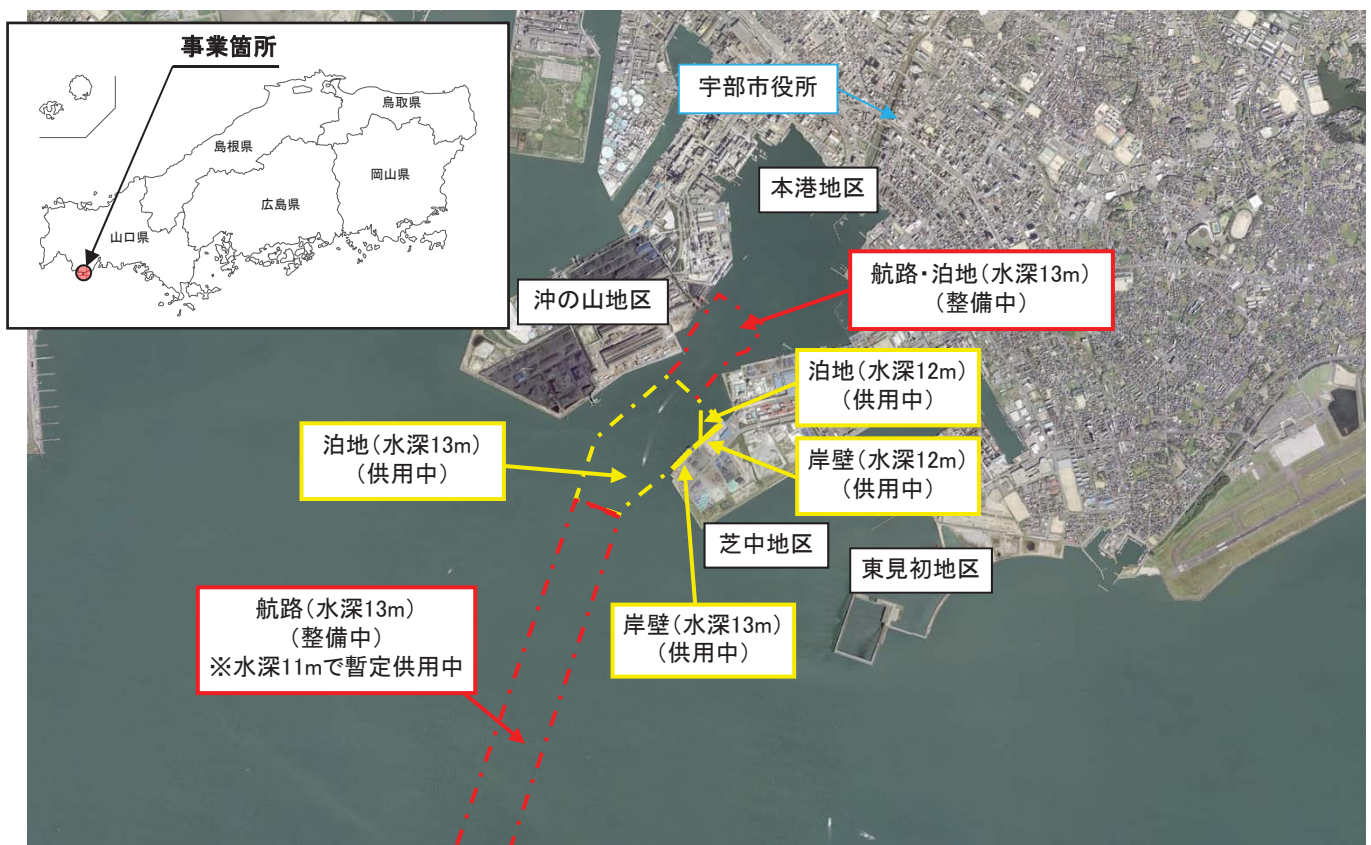 事業箇所
鳥取県
島根県
岡山県
広島県
山口県
宇部市役所
本港地区
沖の山地区
航路・泊地(水深13m)
(整備中)
泊地(水深12m)
(供用中)
泊地(水深13m)
(供用中)
岸壁(水深12m)
(供用中)
芝中地区
東見初地区
航路(水深13m)
(整備中)
※水深11mで暫定供用中
岸壁(水深13m)
(供用中)